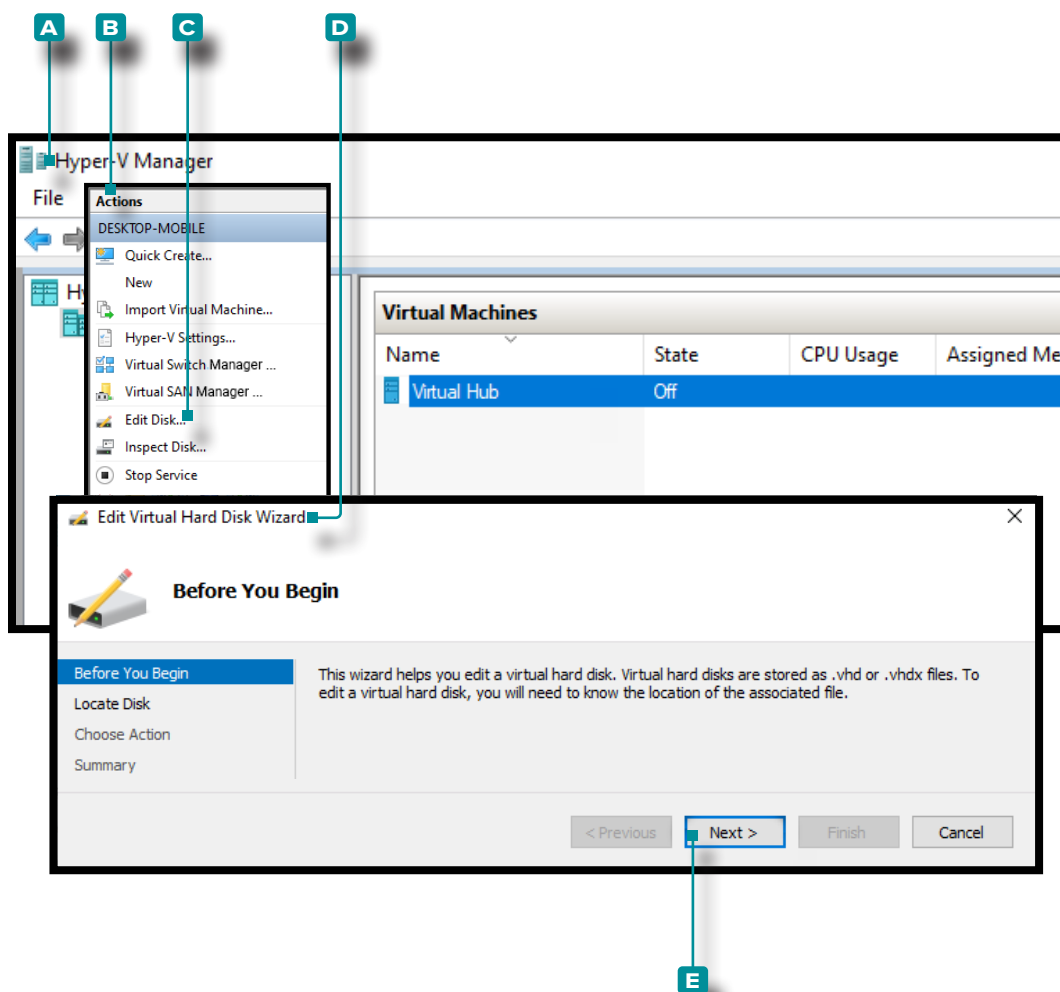 A B C D
Hyper-V Manager
File
Actions
DESKTOP-MOBILE
Quick Create...
New
Import Virtual Machine...
Hyper-V Settings...
Virtual Switch Manager ...
Virtual SAN Manager ...
Edit Disk...
Inspect Disk...
Stop Service
Virtual Machines
Name State CPU Usage Assigned Me
Virtual Hub Off
Edit Virtual Hard Disk Wizard
Before You Begin
Before You Begin
Locate Disk
Choose Action
Summary
This wizard helps you edit a virtual hard disk. Virtual hard disks are stored as .vhd or .vhdx files. To
edit a virtual hard disk, you will need to know the location of the associated file.
< Previous Next > Finish Cancel
E